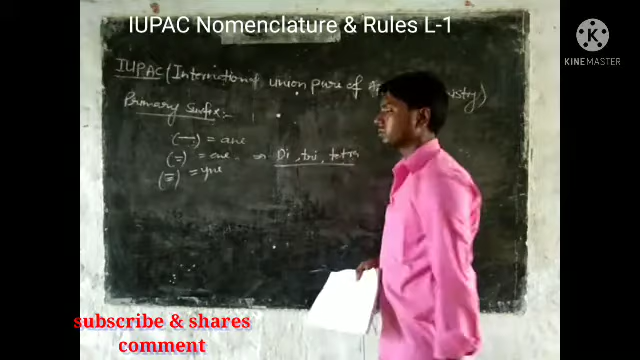 IUPAC Nomenclature & Rules L-1
KINEMASTER
IUPAC (International union pure of
Primary Suffix:-
(—) = ane
(=) = ene. ⇒ Di, tri, tetra
(≡) = yne
subscribe & shares
comment